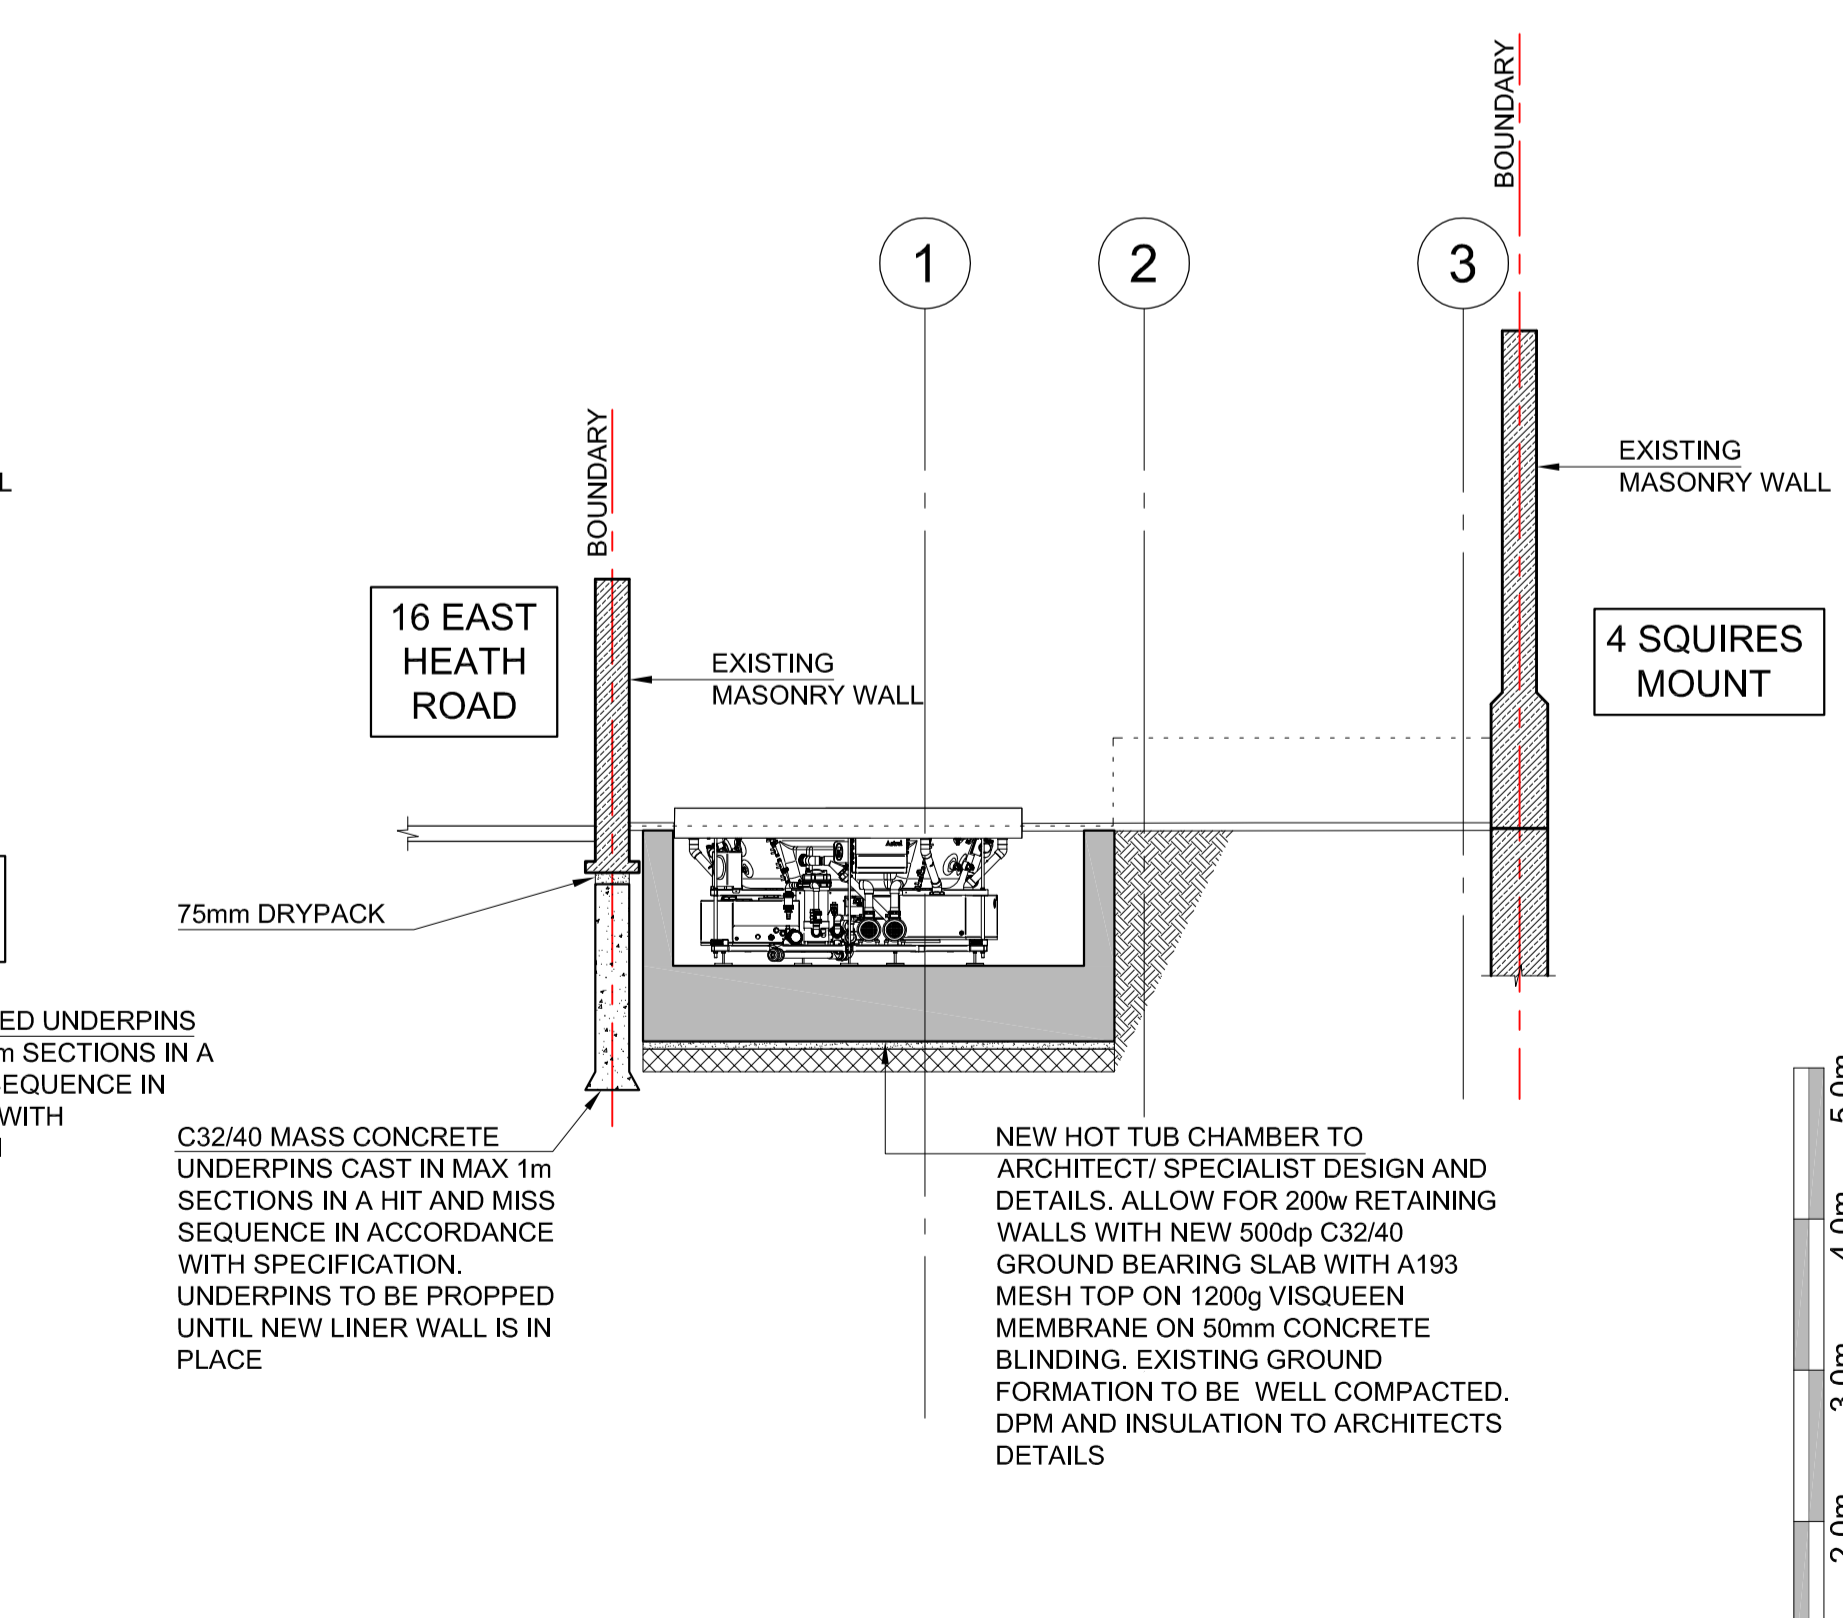 BOUNDARY
1
2
3
BOUNDARY
L
EXISTING
MASONRY WALL
16 EAST
HEATH
ROAD
EXISTING
MASONRY WALL
4 SQUIRES
MOUNT
Astral
75mm DRYPACK
ED UNDERPINS
m SECTIONS IN A
EQUENCE IN
WITH
C32/40 MASS CONCRETE
UNDERPINS CAST IN MAX 1m
SECTIONS IN A HIT AND MISS
SEQUENCE IN ACCORDANCE
WITH SPECIFICATION.
UNDERPINS TO BE PROPPED
UNTIL NEW LINER WALL IS IN
PLACE
NEW HOT TUB CHAMBER TO
ARCHITECT/ SPECIALIST DESIGN AND
DETAILS. ALLOW FOR 200w RETAINING
WALLS WITH NEW 500dp C32/40
GROUND BEARING SLAB WITH A193
MESH TOP ON 1200g VISQUEEN
MEMBRANE ON 50mm CONCRETE
BLINDING. EXISTING GROUND
FORMATION TO BE WELL COMPACTED.
DPM AND INSULATION TO ARCHITECTS
DETAILS
5.0m
4.0m
3.0m
2.0m